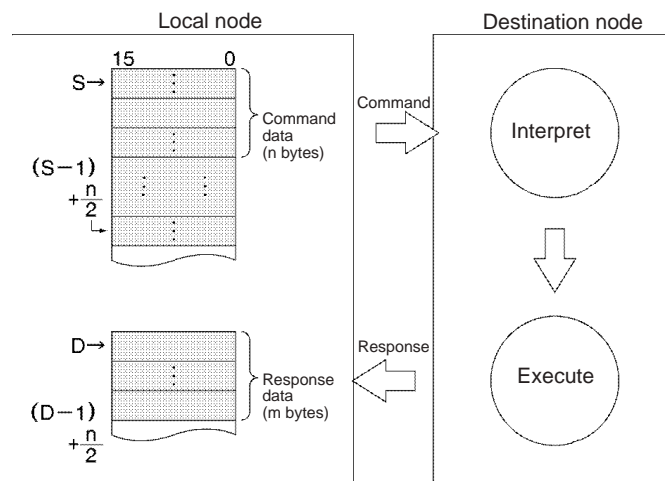 Local node
Destination node
15 0
S→
Command
data
(n bytes)
(S−1)
+n/2
Command
Interpret
D→
Response
data
(m bytes)
(D−1)
+n/2
Response
Execute